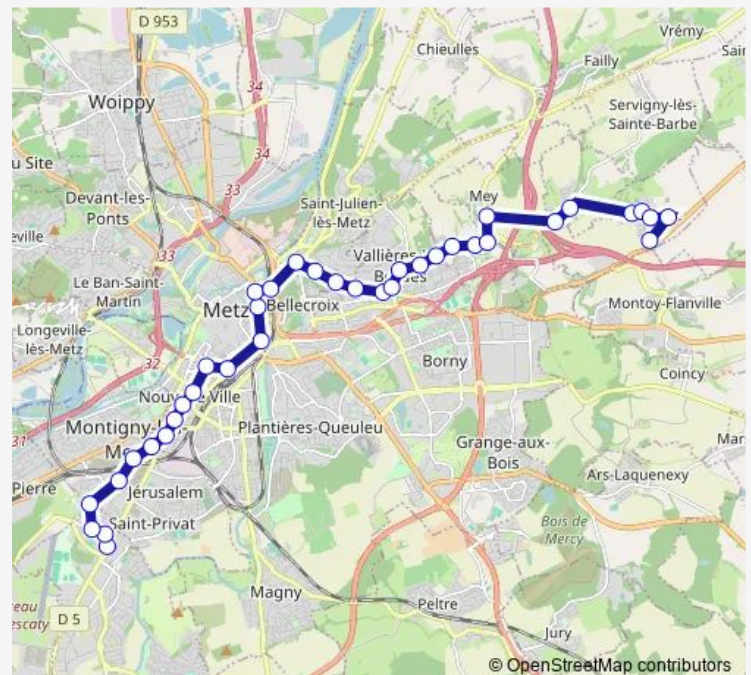 D 953
Vrémy
Chieulles
Failly
Woippy
34
Servigny-lès-
Sainte-Barbe
34
33
Devant-les-
Ponts
Saint-Julien-
lès-Metz
Mey
33
Le Ban-Saint-
Martin
Bellecroix
Montoy-Flanville
Longeville-
lès-Metz
32
Borny
Coincy
31
Plantières-Queuleu
Grange-aux-
Bois
Ars-Laquenexy
Jérusalem
Saint-Privat
Bois de
Mercy
Magny
Peltre
D 5
Jury
© OpenStreetMap contributors